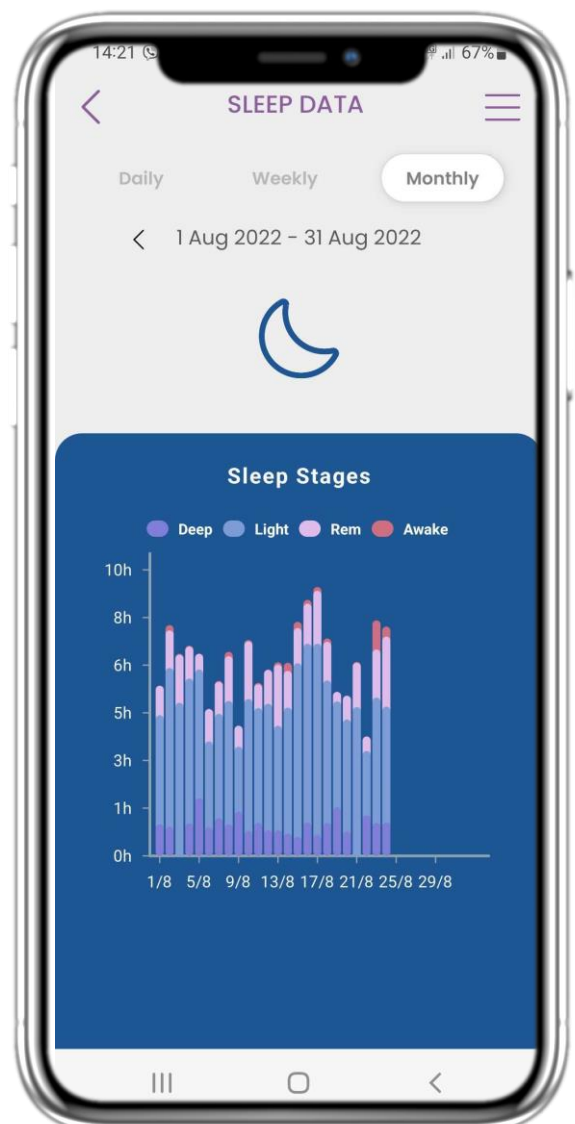 14:21 67%
SLEEP DATA
Daily Weekly Monthly
1 Aug 2022 - 31 Aug 2022
Sleep Stages
Deep Light Rem Awake
10h
8h
6h
5h
3h
1h
0h
1/8 5/8 9/8 13/8 17/8 21/8 25/8 29/8